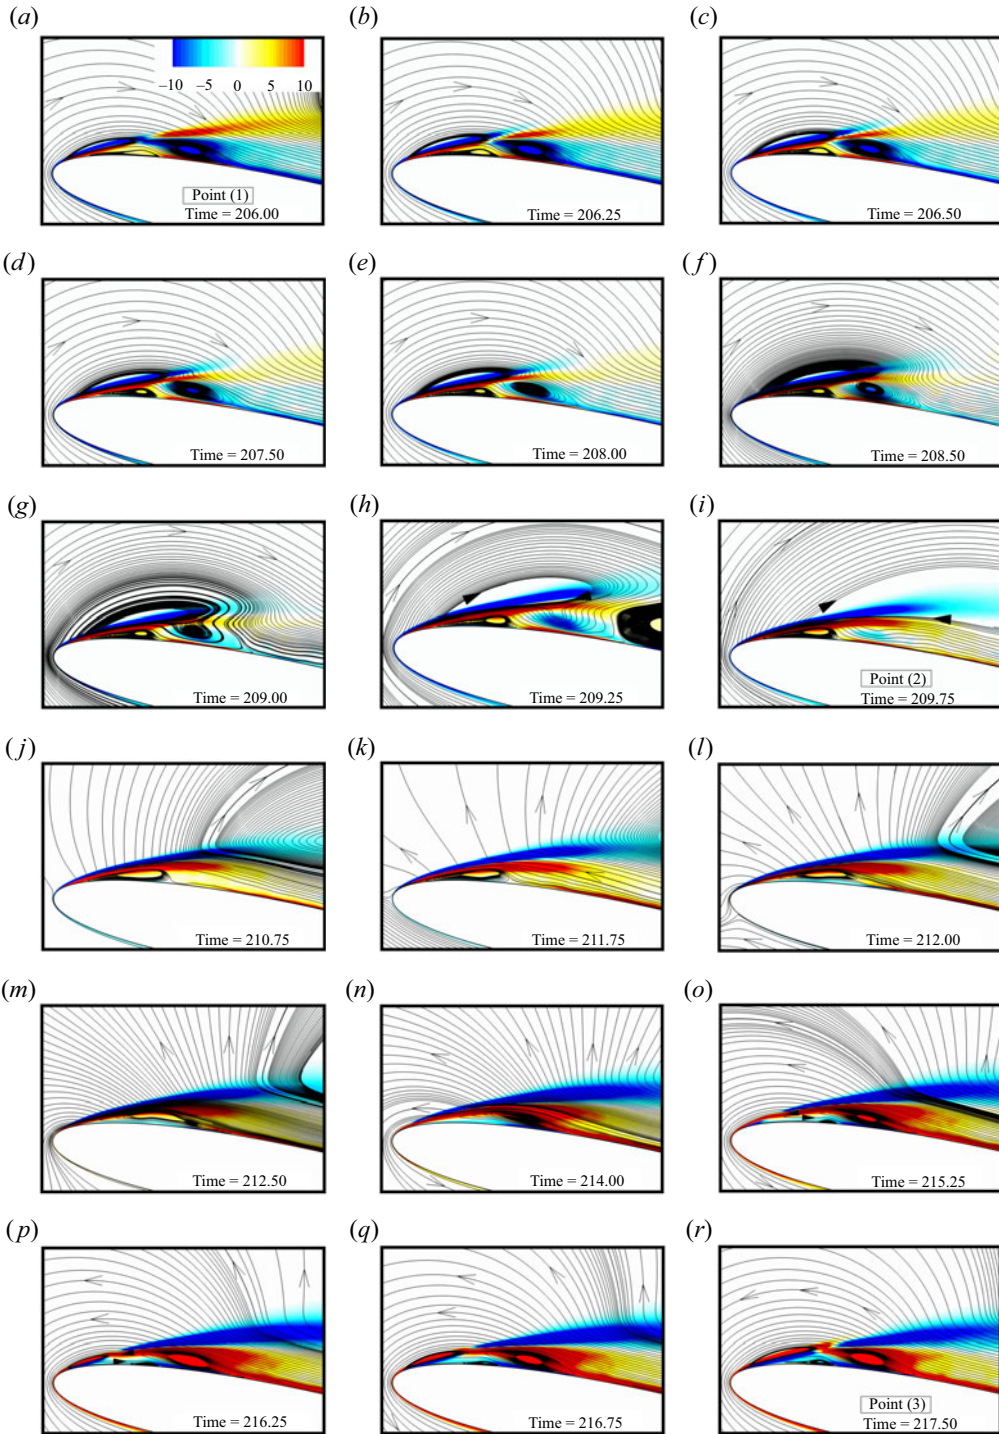 (a)
(b)
(c)
–10 –5 0 5 10
Point (1)
Time = 206.00
Time = 206.25
Time = 206.50
(d)
(e)
(f)
Time = 207.50
Time = 208.00
Time = 208.50
(g)
(h)
(i)
Time = 209.00
Time = 209.25
Point (2)
Time = 209.75
(j)
(k)
(l)
Time = 210.75
Time = 211.75
Time = 212.00
(m)
(n)
(o)
Time = 212.50
Time = 214.00
Time = 215.25
(p)
(q)
(r)
Time = 216.25
Time = 216.75
Point (3)
Time = 217.50